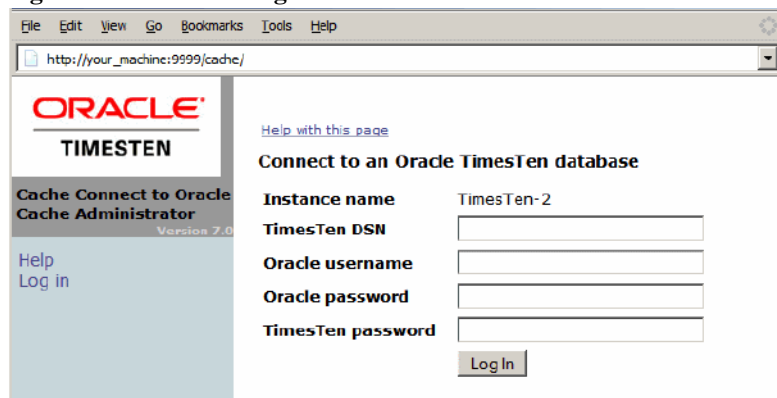 File Edit View Go Bookmarks Tools Help
http://your_machine:9999/cache/
ORACLE
TIMESTEN
Cache Connect to Oracle
Cache Administrator
Version 7.0
Help
Log in
Help with this page
Connect to an Oracle TimesTen database
Instance name TimesTen-2
TimesTen DSN
Oracle username
Oracle password
TimesTen password
Log In